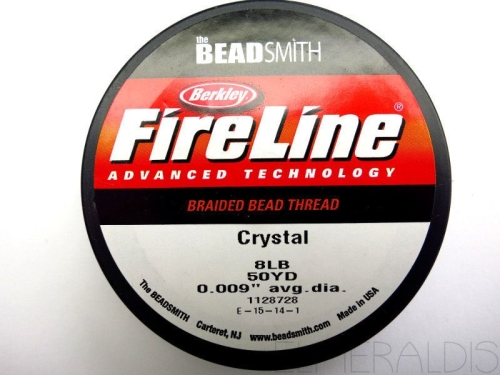 the BEADSMITH
Berkley
FireLine®
ADVANCED TECHNOLOGY
BRAIDED BEAD THREAD
Crystal
8LB
50YD
0.009" avg.dia.
1128728
E-15-14-1
The BEADSMITH Carteret, NJ www.beadsmith.com Made in USA
EMERALDIS